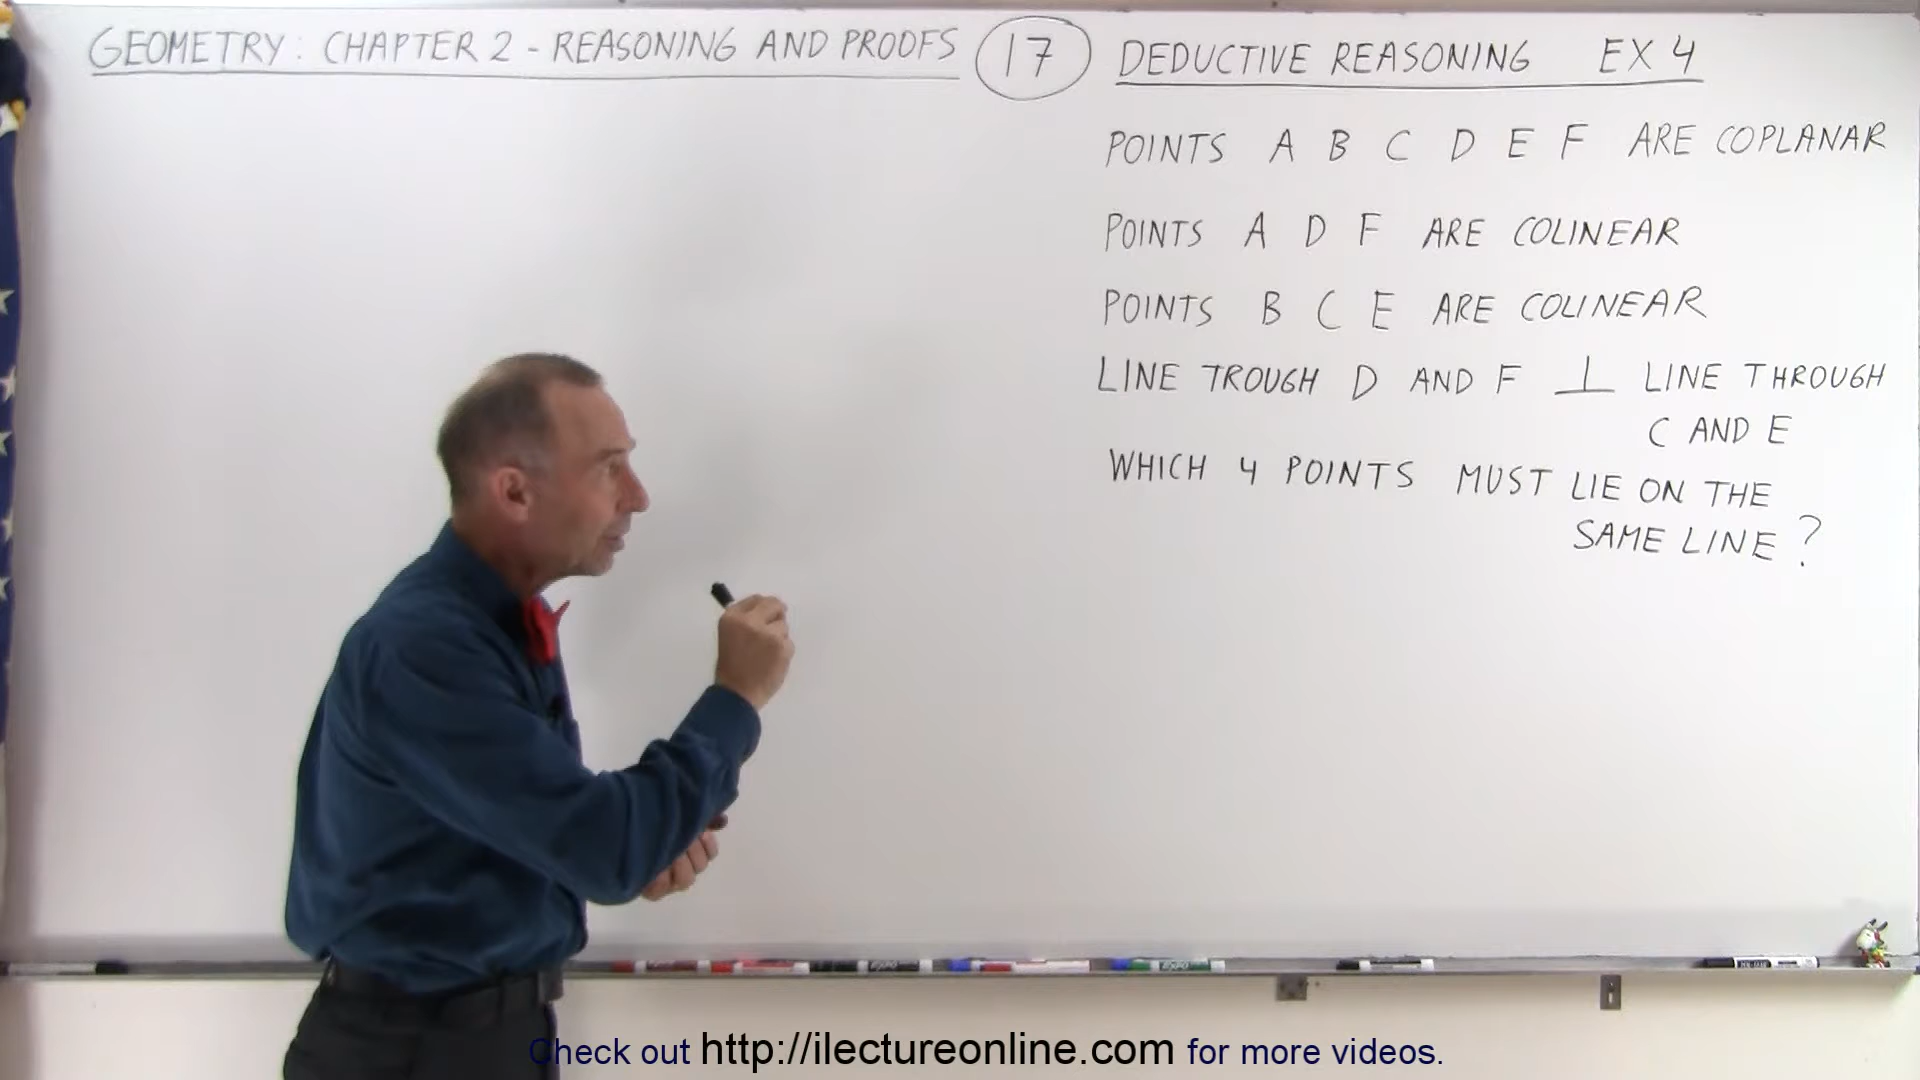 GEOMETRY: CHAPTER 2 - REASONING AND PROOFS 17 DEDUCTIVE REASONING EX 4
POINTS A B C D E F ARE COPLANAR
POINTS A D F ARE COLINEAR
POINTS B C E ARE COLINEAR
LINE TROUGH D AND F ⊥ LINE THROUGH
C AND E
WHICH 4 POINTS MUST LIE ON THE
SAME LINE?
EXPO
EXPO
Check out http://ilectureonline.com for more videos.